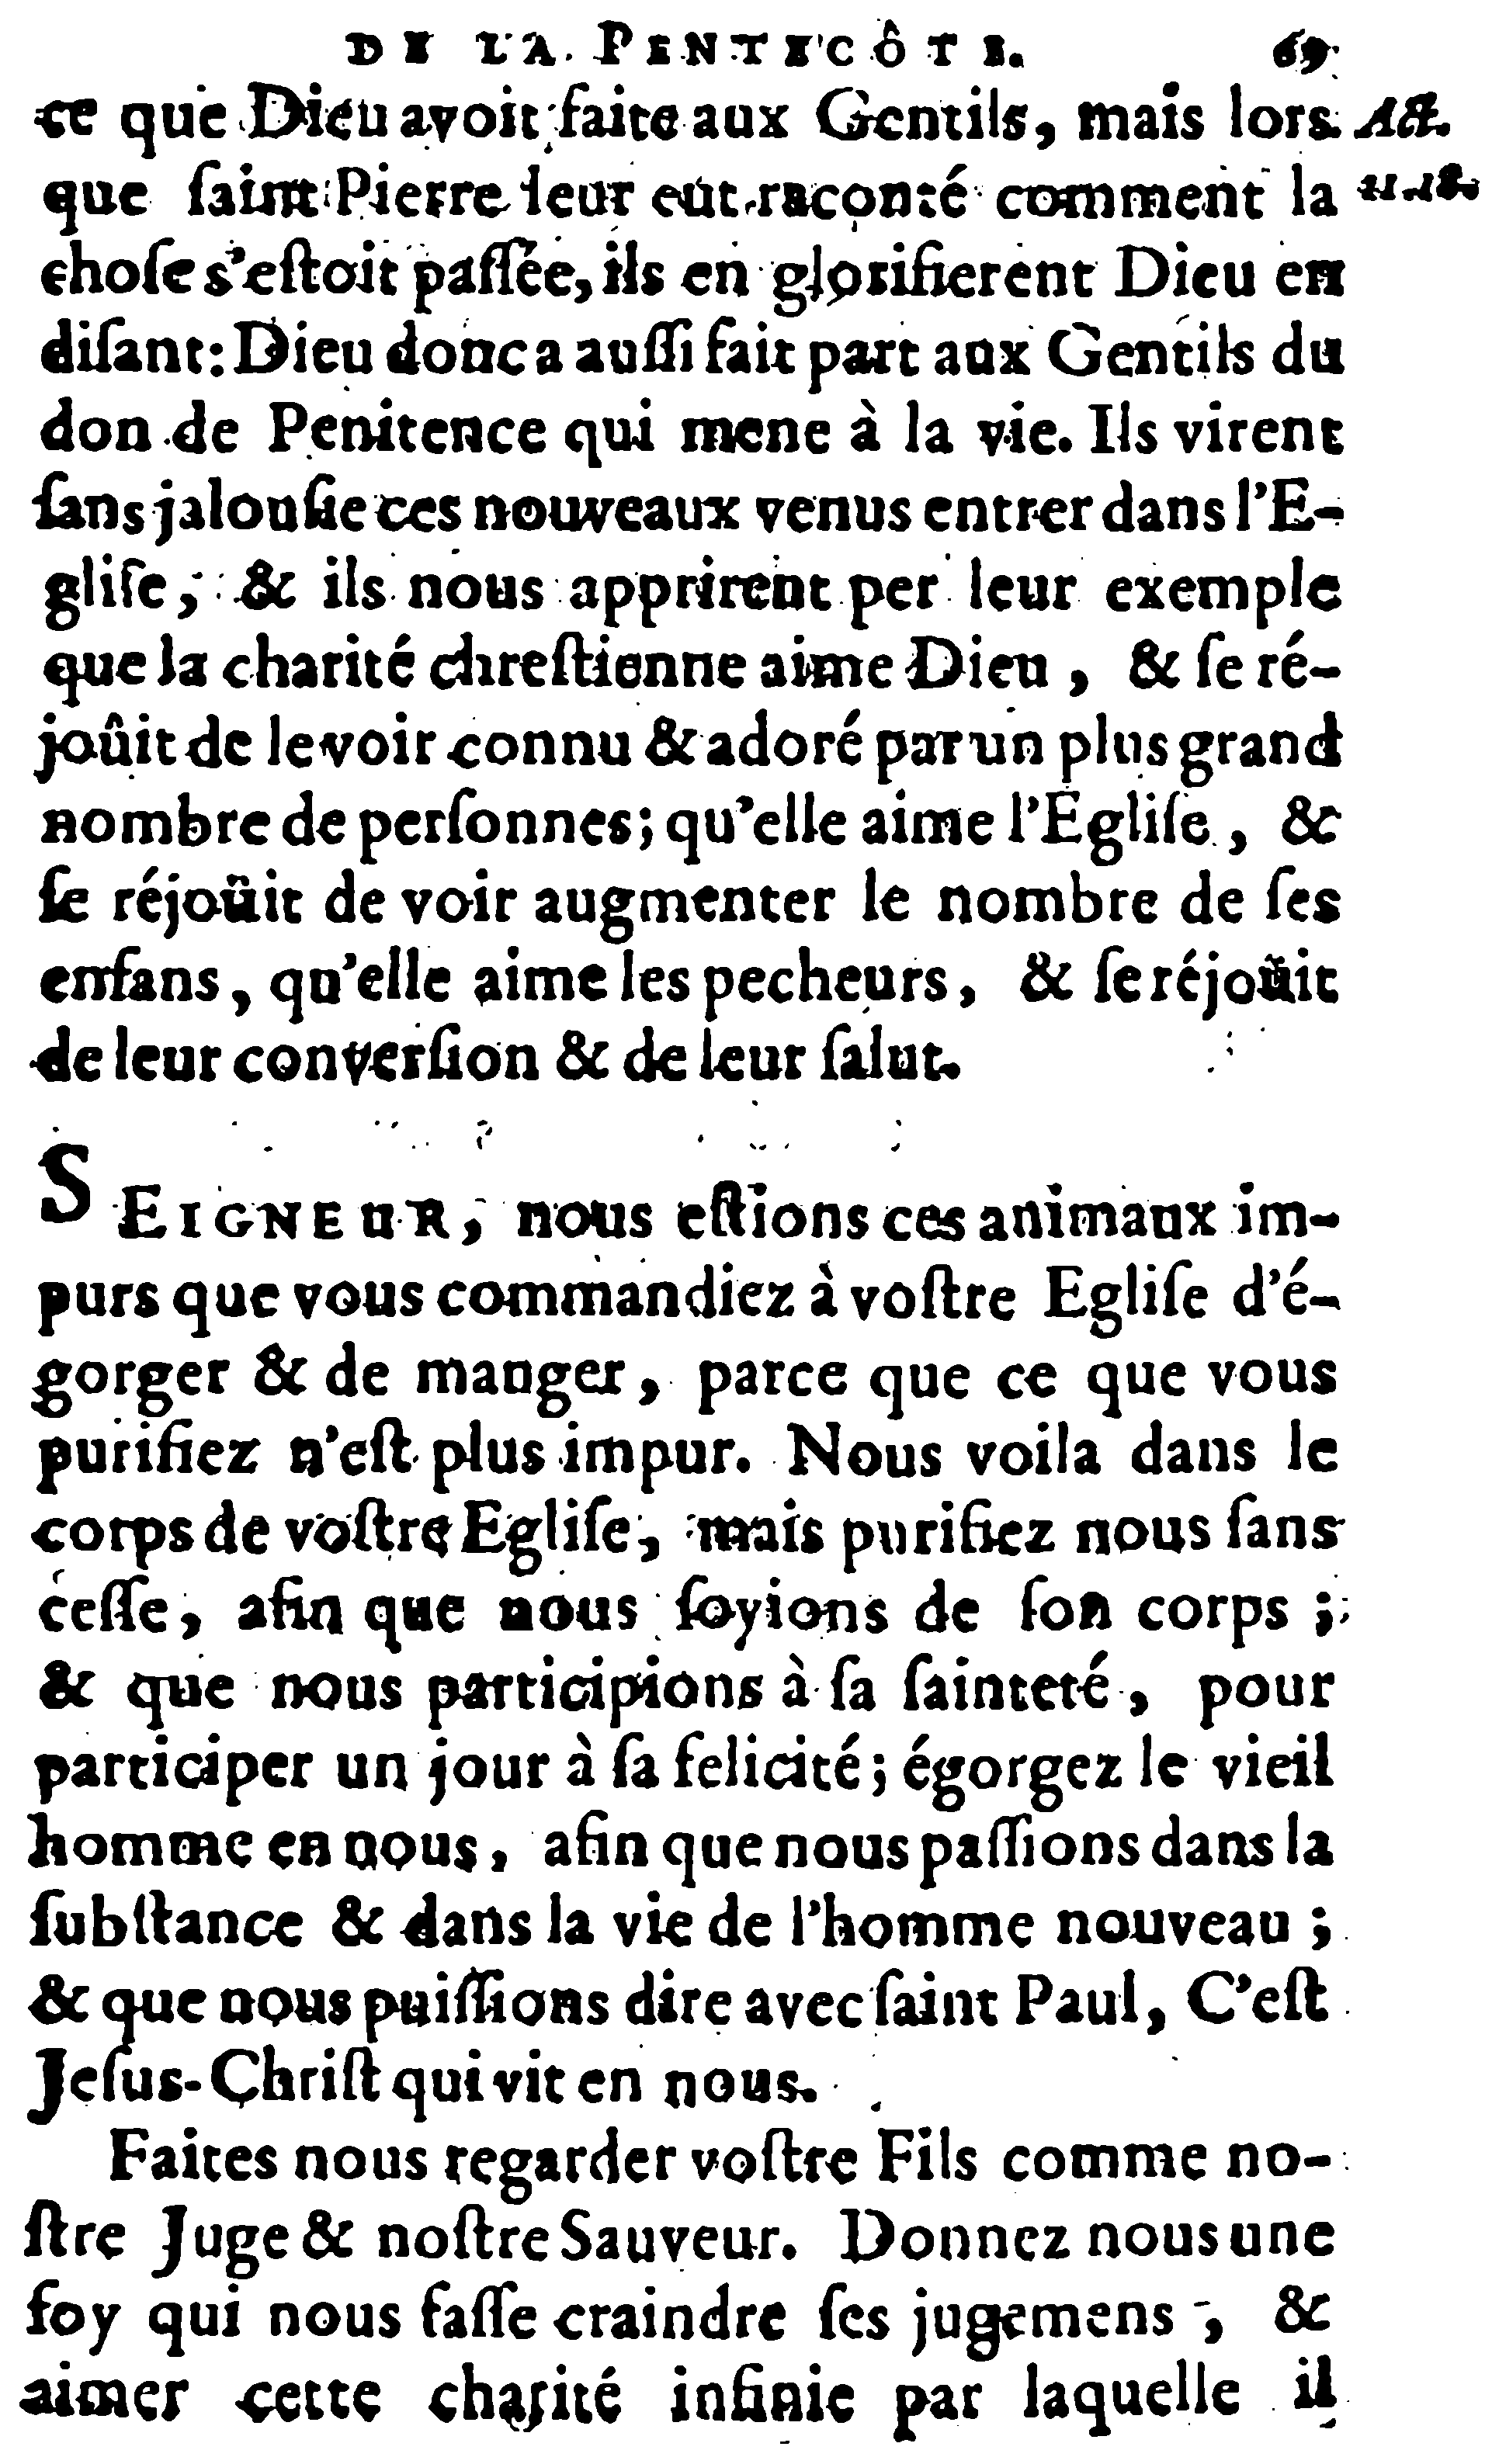 DE LA PENTECÔTE. 69
ce que Dieu avoit faite aux Gentils, mais lors Act.
que ſaint Pierre leur eut raconté comment la 11.18.
choſe s'eſtoit paſſée, ils en glorifierent Dieu en
diſant: Dieu donc a auſſi fait part aux Gentils du
don de Penitence qui mene à la vie. Ils virent
ſans jalouſie ces nouveaux venus entrer dans l'E-
gliſe, & ils nous apprirent per leur exemple
que la charité chreſtienne aime Dieu, & ſe ré-
joûit de le voir connu & adoré par un plus grand
nombre de perſonnes; qu'elle aime l'Egliſe, &
ſe réjoûit de voir augmenter le nombre de ſes
enfans, qu'elle aime les pecheurs, & ſe réjoüit
de leur converſion & de leur ſalut.
SEIGNEUR, nous eſtions ces animaux im-
purs que vous commandiez à voſtre Egliſe d'é-
gorger & de manger, parce que ce que vous
purifiez n'eſt plus impur. Nous voila dans le
corps de voſtre Egliſe, mais purifiez nous ſans
ceſſe, afin que nous ſoyions de ſon corps;
& que nous participions à ſa ſainteté, pour
participer un jour à ſa felicité; égorgez le vieil
homme en nous, afin que nous paſſions dans la
ſubſtance & dans la vie de l'homme nouveau;
& que nous puiſſions dire avec ſaint Paul, C'eſt
Jeſus-Chriſt qui vit en nous.
Faites nous regarder voſtre Fils comme no-
ſtre Juge & noſtre Sauveur. Donnez nous une
foy qui nous faſſe craindre ſes jugemens, &
aimer cette charité infinie par laquelle il